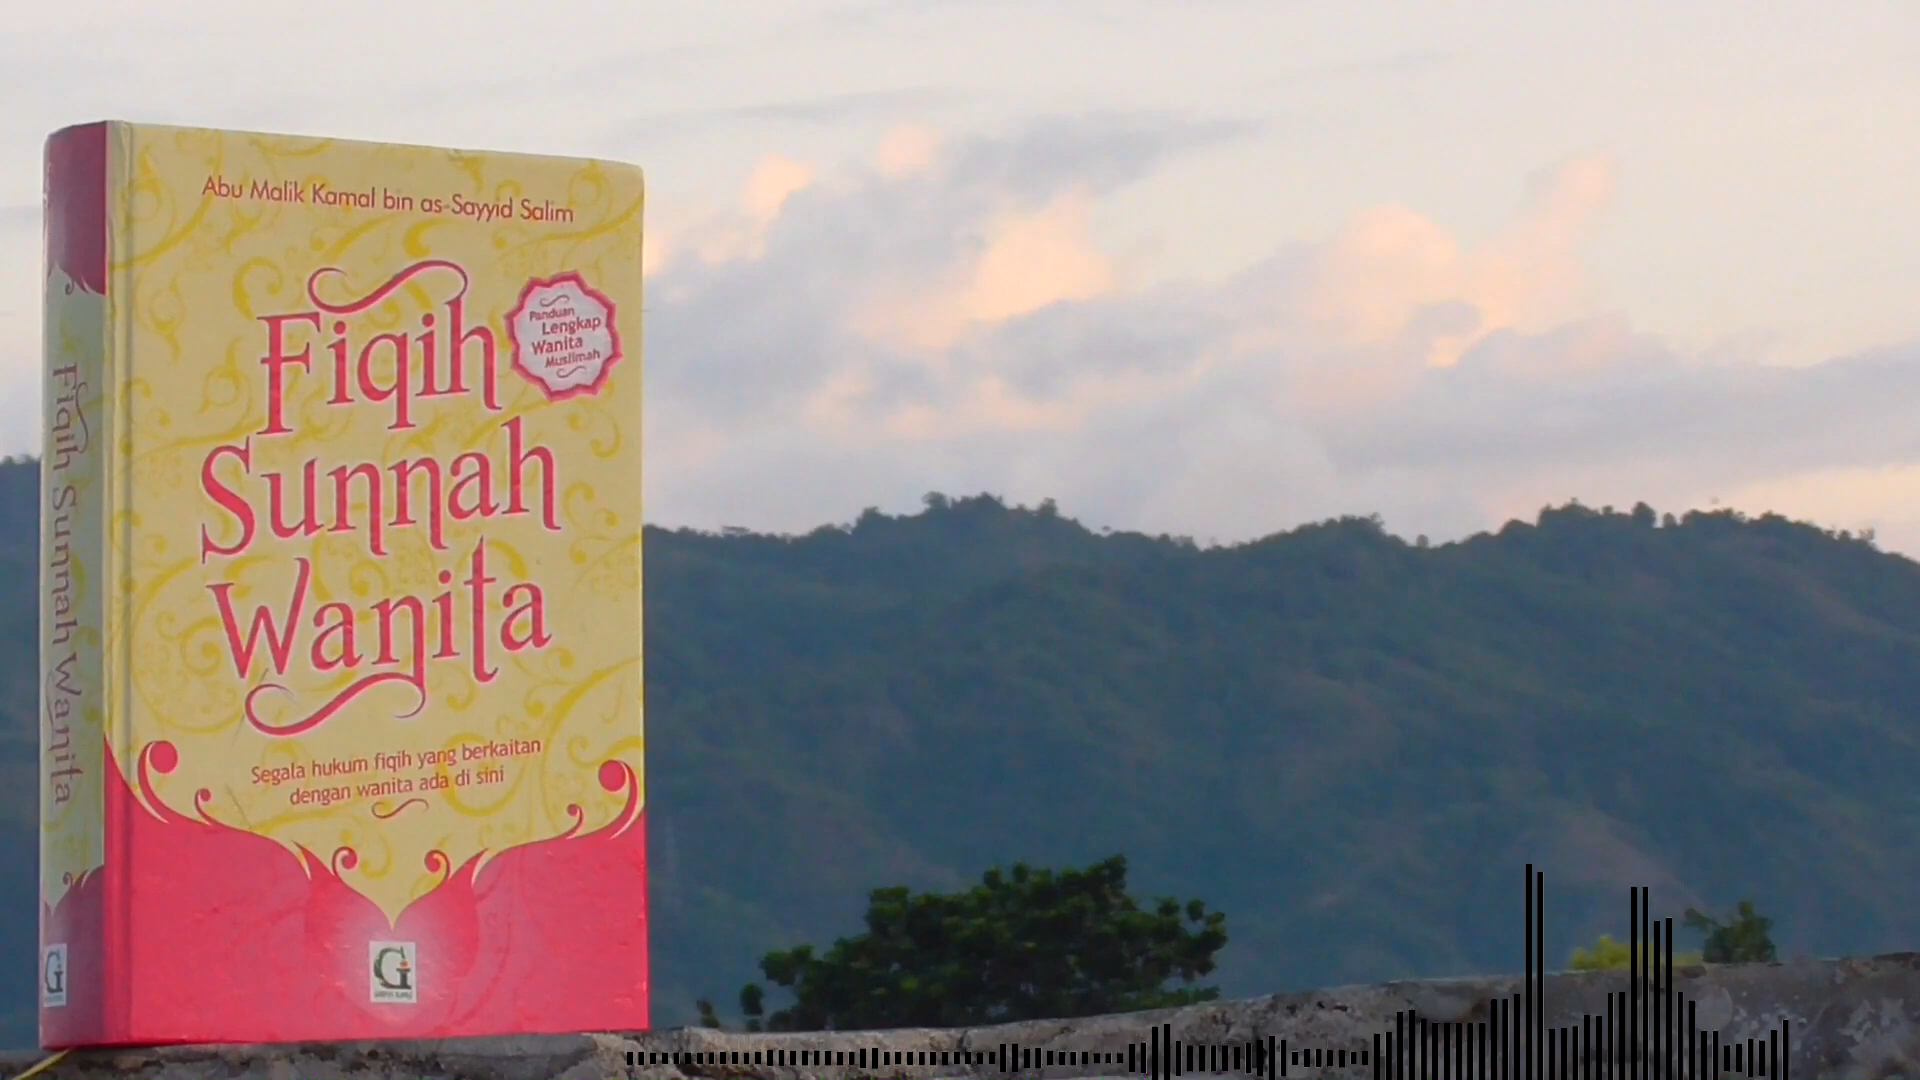 Abu Malik Kamal bin as-Sayyid Salim
Fiqih
Sunnah
Wanita
Panduan
Lengkap
Wanita
Muslimah
Segala hukum fiqih yang berkaitan
dengan wanita ada di sini
G
Fiqih Sunnah Wanita
G